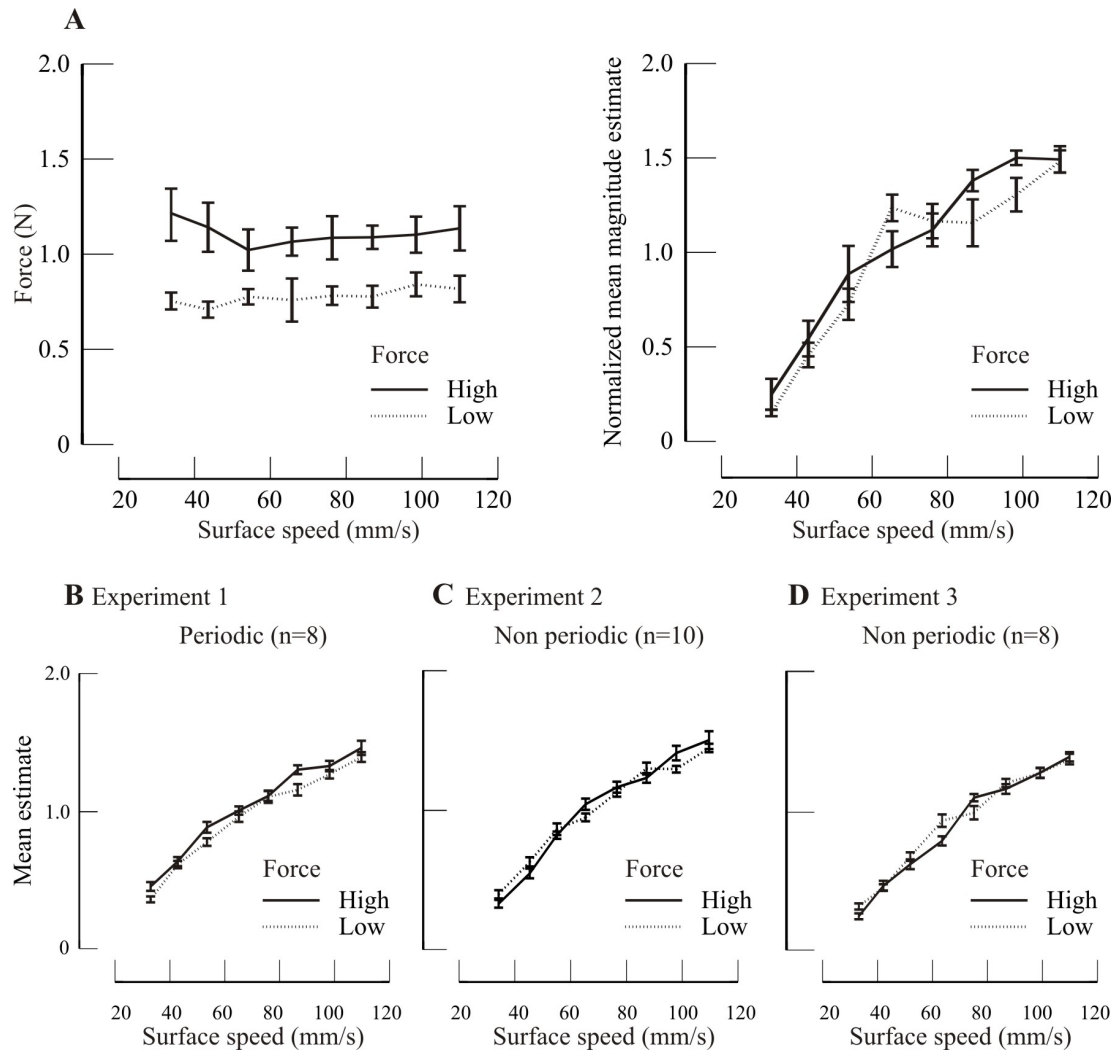 A
2.0
1.5
1.0
0.5
0
Force (N)
Force
High
Low
20 40 60 80 100 120
Surface speed (mm/s)
2.0
1.5
1.0
0.5
0
Normalized mean magnitude estimate
Force
High
Low
20 40 60 80 100 120
Surface speed (mm/s)
B Experiment 1
Periodic (n=8)
2.0
1.0
0
Mean estimate
Force
High
Low
20 40 60 80 100 120
Surface speed (mm/s)
C Experiment 2
Non periodic (n=10)
Force
High
Low
20 40 60 80 100 120
Surface speed (mm/s)
D Experiment 3
Non periodic (n=8)
Force
High
Low
20 40 60 80 100 120
Surface speed (mm/s)